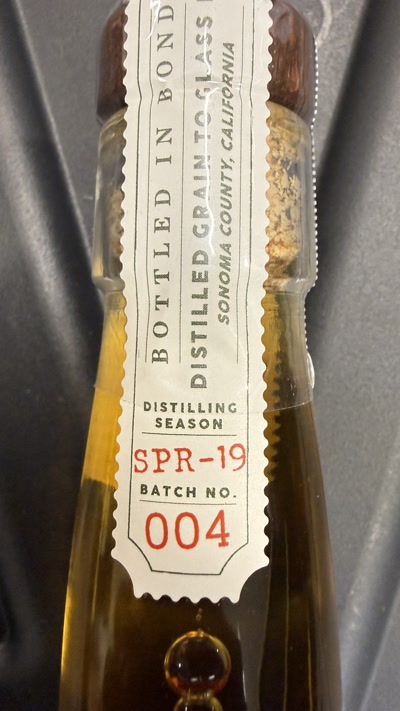 BOTTLED IN BOND
DISTILLED GRAIN TO GLASS
SONOMA COUNTY, CALIFORNIA
DISTILLING
SEASON
SPR-19
BATCH NO.
004